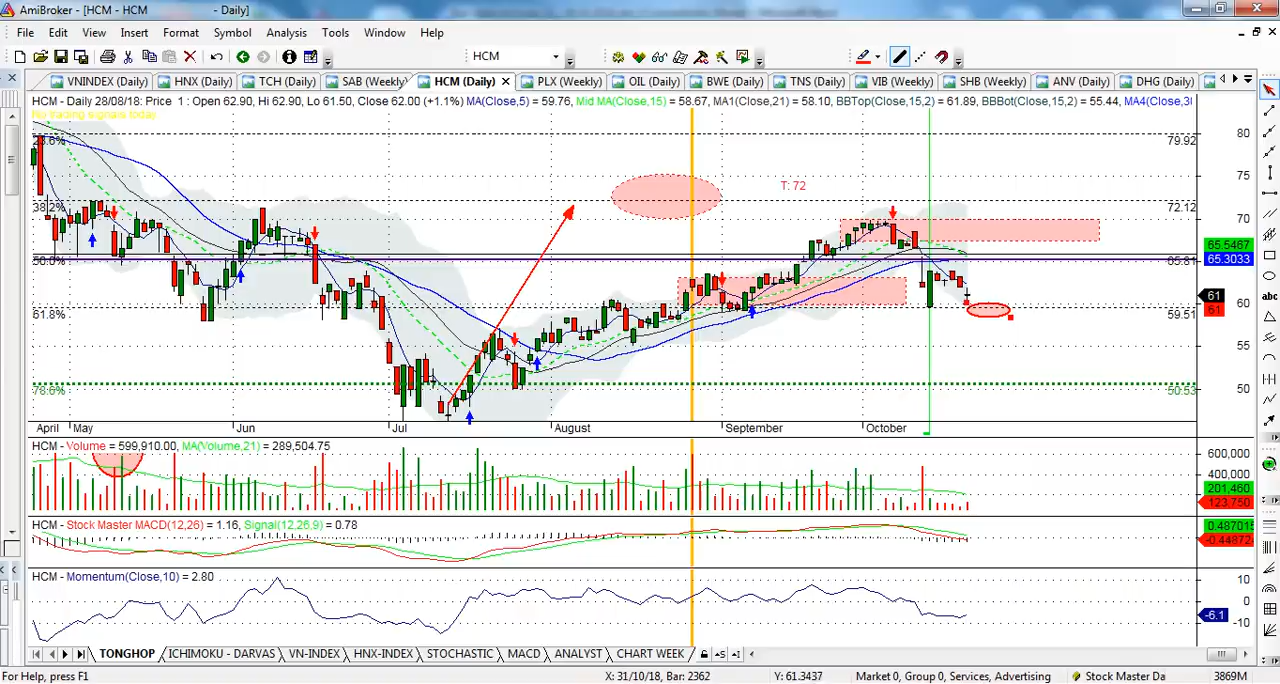 AmiBroker - [HCM - HCM - Daily]
File Edit View Insert Format Symbol Analysis Tools Window Help
HCM
VNINDEX (Daily) HNX (Daily) TCH (Daily) SAB (Weekly) HCM (Daily) PLX (Weekly) OIL (Daily) BWE (Daily) TNS (Daily) VIB (Weekly) SHB (Weekly) ANV (Daily) DHG (Daily)
HCM - Daily 28/08/18: Price 1 : Open 62.90, Hi 62.90, Lo 61.50, Close 62.00 (+1.1%) MA(Close,5) = 59.76, Mid MA(Close,15) = 58.67, MA1(Close,21) = 58.10, BBTop(Close,15,2) = 61.89, BBBot(Close,15,2) = 55.44, MA4(Close,3
No trading signals today
23.6% 79.92 80
T: 72
75
38.2% 72.12
70
65.5467
50.0% 65.81 65.3033
61
60
61
61.8% 59.51
55
78.6% 50.53 50
April May Jun Jul August September October
HCM - Volume = 599,910.00, MA(Volume,21) = 289,504.75
600,000
400,000
201,460
123,750
HCM - Stock Master MACD(12,26) = 1.16, Signal(12,26,9) = 0.78
0.487015
-0.44872
HCM - Momentum(Close,10) = 2.80
10
0
-6.1
-10
TONGHOP ICHIMOKU - DARVAS VN-INDEX HNX-INDEX STOCHASTIC MACD ANALYST CHART WEEK
For Help, press F1 X: 31/10/18, Bar: 2362 Y: 61.3437 Market 0, Group 0, Services, Advertising Stock Master Da 3869M